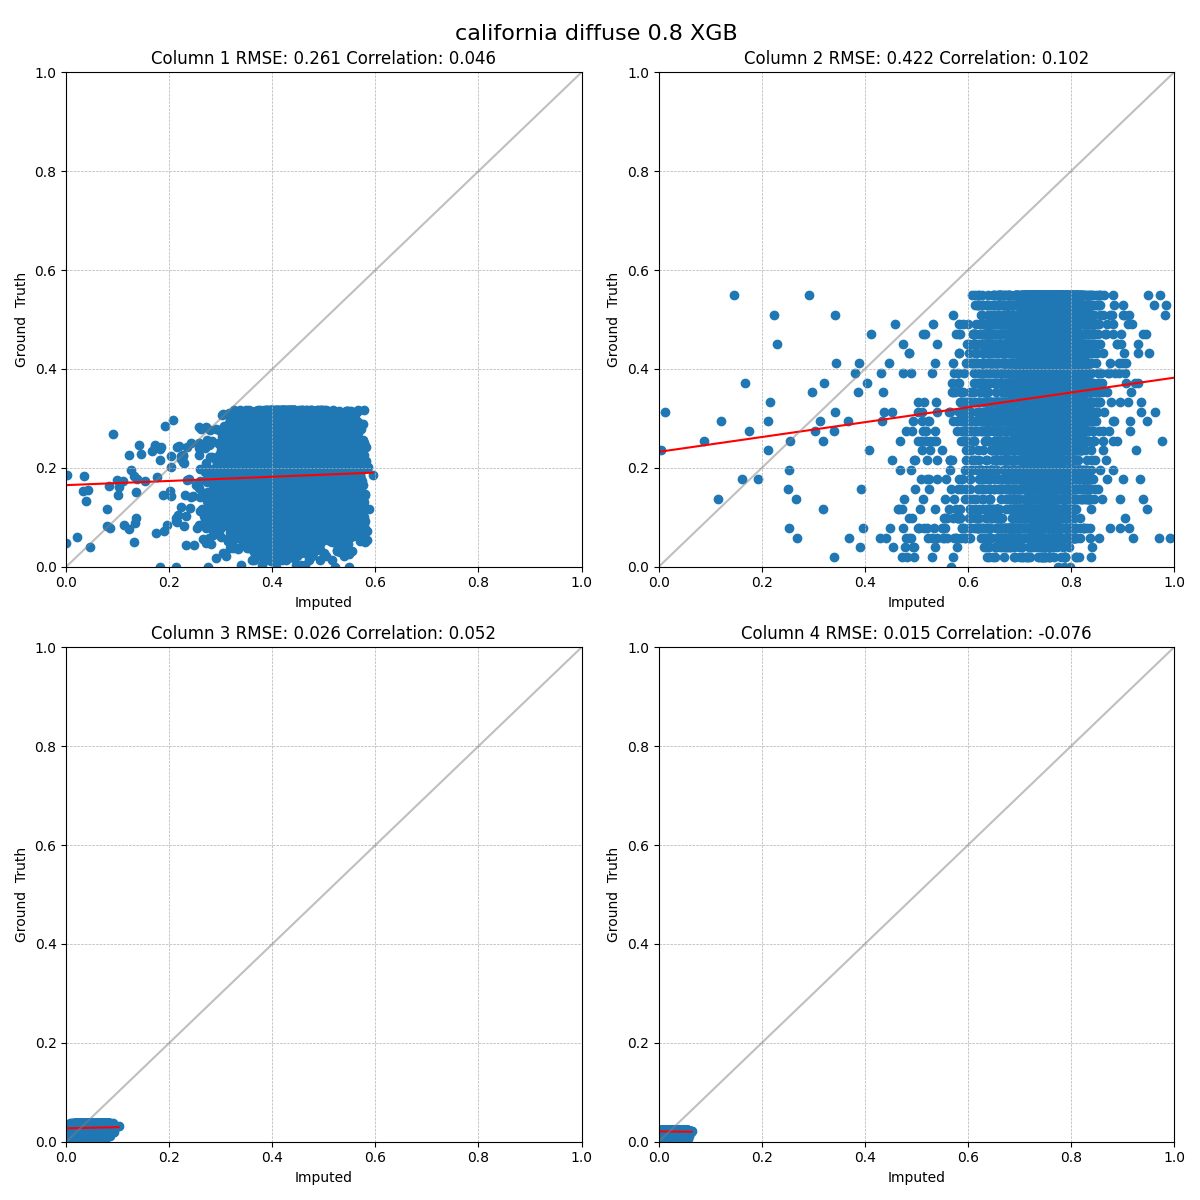 california diffuse 0.8 XGB
Column 1 RMSE: 0.261 Correlation: 0.046
1.0
0.8
0.6
0.4
0.2
0.0
Ground Truth
0.0 0.2 0.4 0.6 0.8 1.0
Imputed
Column 2 RMSE: 0.422 Correlation: 0.102
1.0
0.8
0.6
0.4
0.2
0.0
Ground Truth
0.0 0.2 0.4 0.6 0.8 1.0
Imputed
Column 3 RMSE: 0.026 Correlation: 0.052
1.0
0.8
0.6
0.4
0.2
0.0
Ground Truth
0.0 0.2 0.4 0.6 0.8 1.0
Imputed
Column 4 RMSE: 0.015 Correlation: -0.076
1.0
0.8
0.6
0.4
0.2
0.0
Ground Truth
0.0 0.2 0.4 0.6 0.8 1.0
Imputed